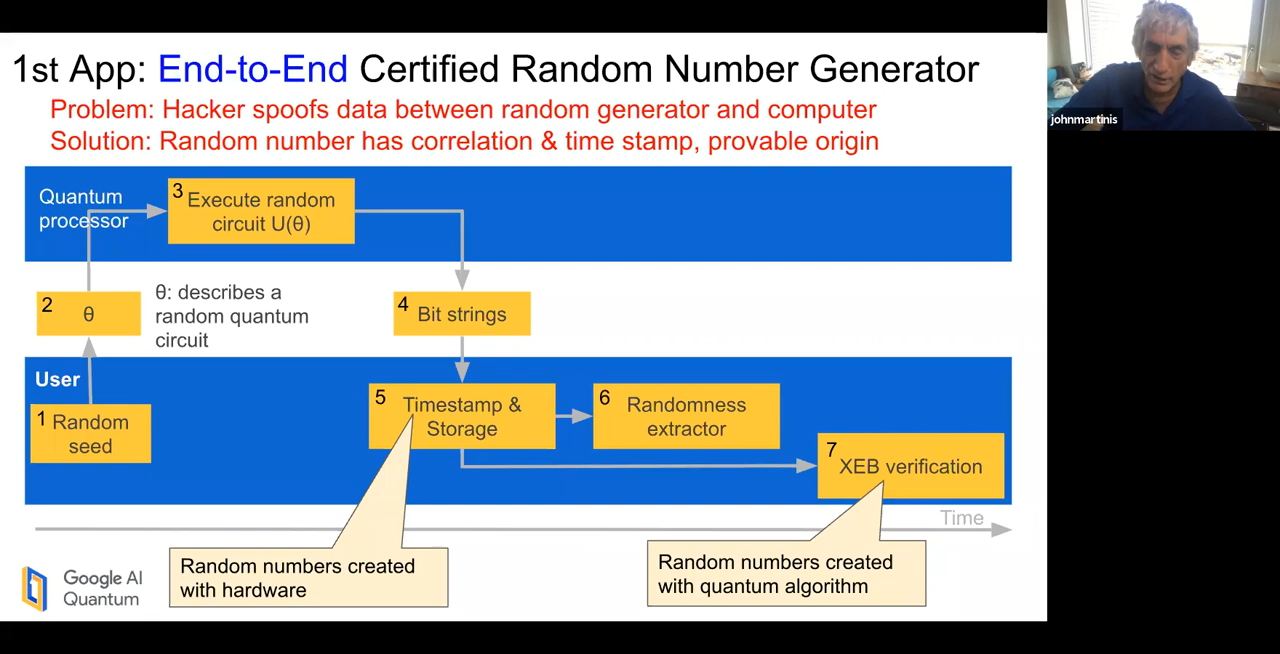 1st App: End-to-End Certified Random Number Generator
Problem: Hacker spoofs data between random generator and computer
Solution: Random number has correlation & time stamp, provable origin
johnmartinis
Quantum
processor
3 Execute random
circuit U(θ)
2 θ
θ: describes a
random quantum
circuit
4 Bit strings
User
1 Random
seed
5 Timestamp &
Storage
6 Randomness
extractor
7 XEB verification
Time
Random numbers created
with hardware
Random numbers created
with quantum algorithm
Google AI
Quantum